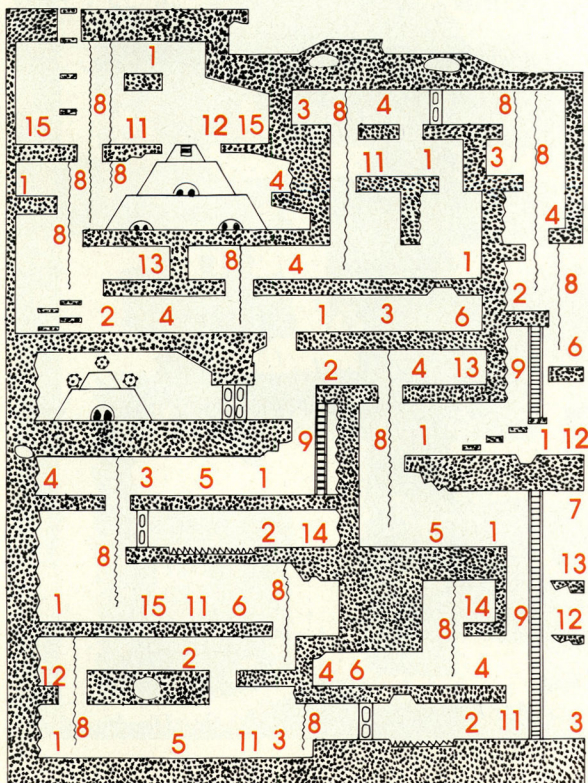 1
8
3 8 4 8
15 11 12 15
11 1 3 8
1 8 8 4
8 4
13 8 4 1 8
2 4 2
1 3 6
6
2 4 13 9
9 8 1 1 12
4 3 5 1
7
2 14 5 1
8 8 13
1 15 11 6 14 9 12
8
2
12 4 6 4
8 8 2 11 3
1 5 11 3